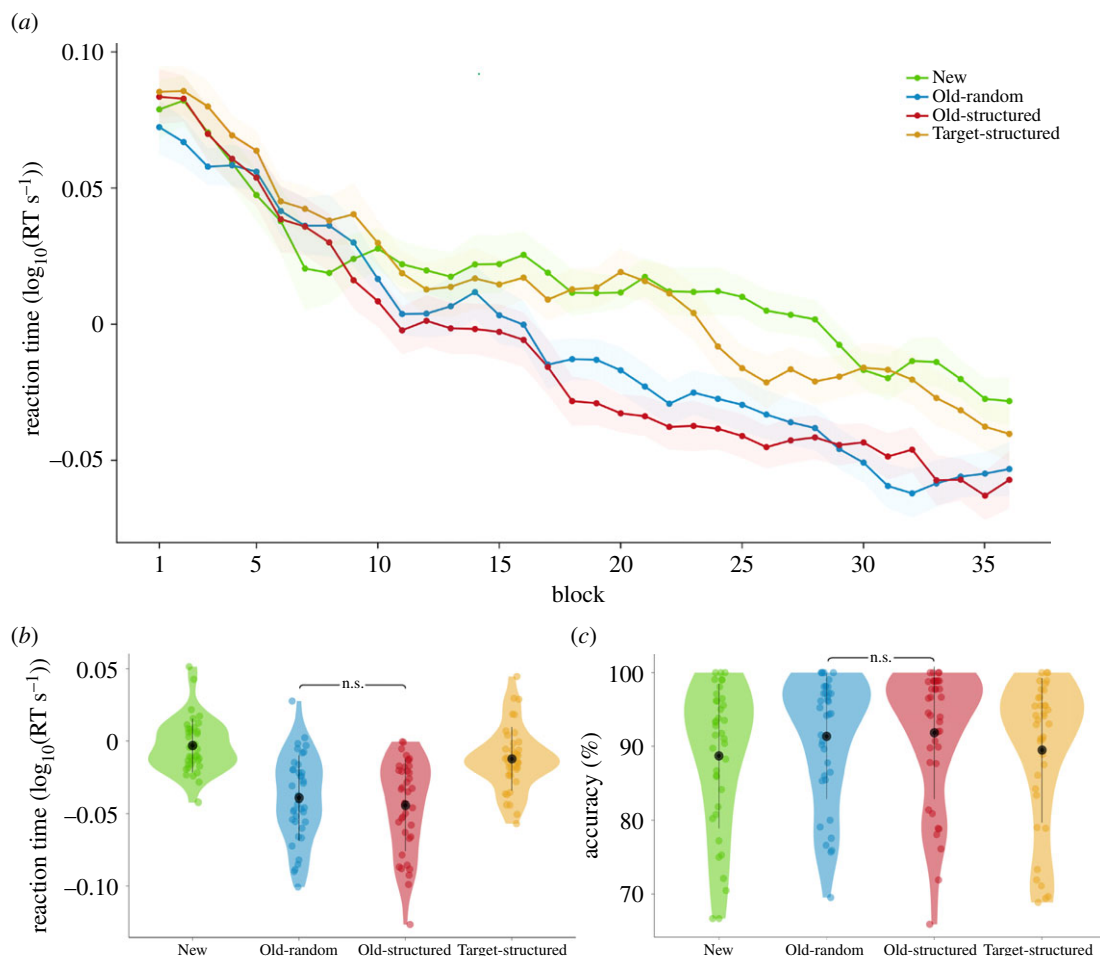 (a)
0.10
0.05
0
–0.05
reaction time (log10(RT s–1))
New
Old-random
Old-structured
Target-structured
1 5 10 15 20 25 30 35
block
(b)
0.05
0
–0.05
–0.10
reaction time (log10(RT s–1))
n.s.
New Old-random Old-structured Target-structured
(c)
100
90
80
70
accuracy (%)
n.s.
New Old-random Old-structured Target-structured